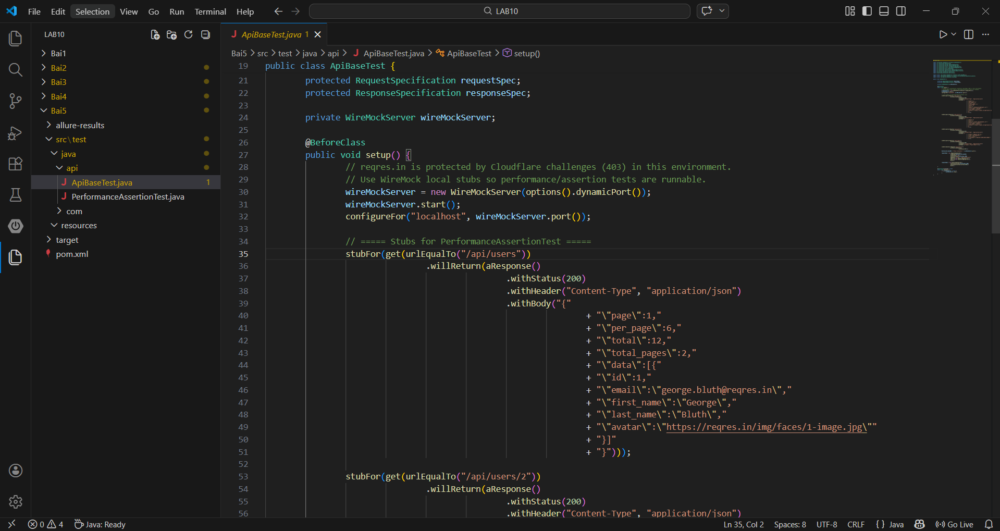 File Edit Selection View Go Run Terminal Help
LAB10
LAB10
Bai1
Bai2
Bai3
Bai4
Bai5
allure-results
src\test
java
api
J ApiBaseTest.java 1
J PerformanceAssertionTest.java
com
resources
target
pom.xml
J ApiBaseTest.java 1
Bai5 > src > test > java > api > J ApiBaseTest.java > ApiBaseTest > setup()
19 public class ApiBaseTest {
21 protected RequestSpecification requestSpec;
22 protected ResponseSpecification responseSpec;
23
24 private WireMockServer wireMockServer;
25
26 @BeforeClass
27 public void setup() {
28 // reqres.in is protected by Cloudflare challenges (403) in this environment.
29 // Use WireMock local stubs so performance/assertion tests are runnable.
30 wireMockServer = new WireMockServer(options().dynamicPort());
31 wireMockServer.start();
32 configureFor("localhost", wireMockServer.port());
33
34 // ===== Stubs for PerformanceAssertionTest =====
35 stubFor(get(urlEqualTo("/api/users"))
36 .willReturn(aResponse()
37 .withStatus(200)
38 .withHeader("Content-Type", "application/json")
39 .withBody("{"
40 + "\"page\":1,"
41 + "\"per_page\":6,"
42 + "\"total\":12,"
43 + "\"total_pages\":2,"
44 + "\"data\":[{"
45 + "\"id\":1,"
46 + "\"email\":\"george.bluth@reqres.in\","
47 + "\"first_name\":\"George\","
48 + "\"last_name\":\"Bluth\","
49 + "\"avatar\":\"https://reqres.in/img/faces/1-image.jpg\""
50 + "}]"
51 + "}")));
52
53 stubFor(get(urlEqualTo("/api/users/2"))
54 .willReturn(aResponse()
55 .withStatus(200)
56 .withHeader("Content-Type", "application/json")
0 4 Java: Ready
Ln 35, Col 2 Spaces: 8 UTF-8 CRLF {} Java Go Live